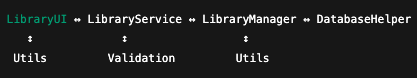 LibraryUI ↔ LibraryService ↔ LibraryManager ↔ DatabaseHelper
↕ ↕ ↕
Utils Validation Utils